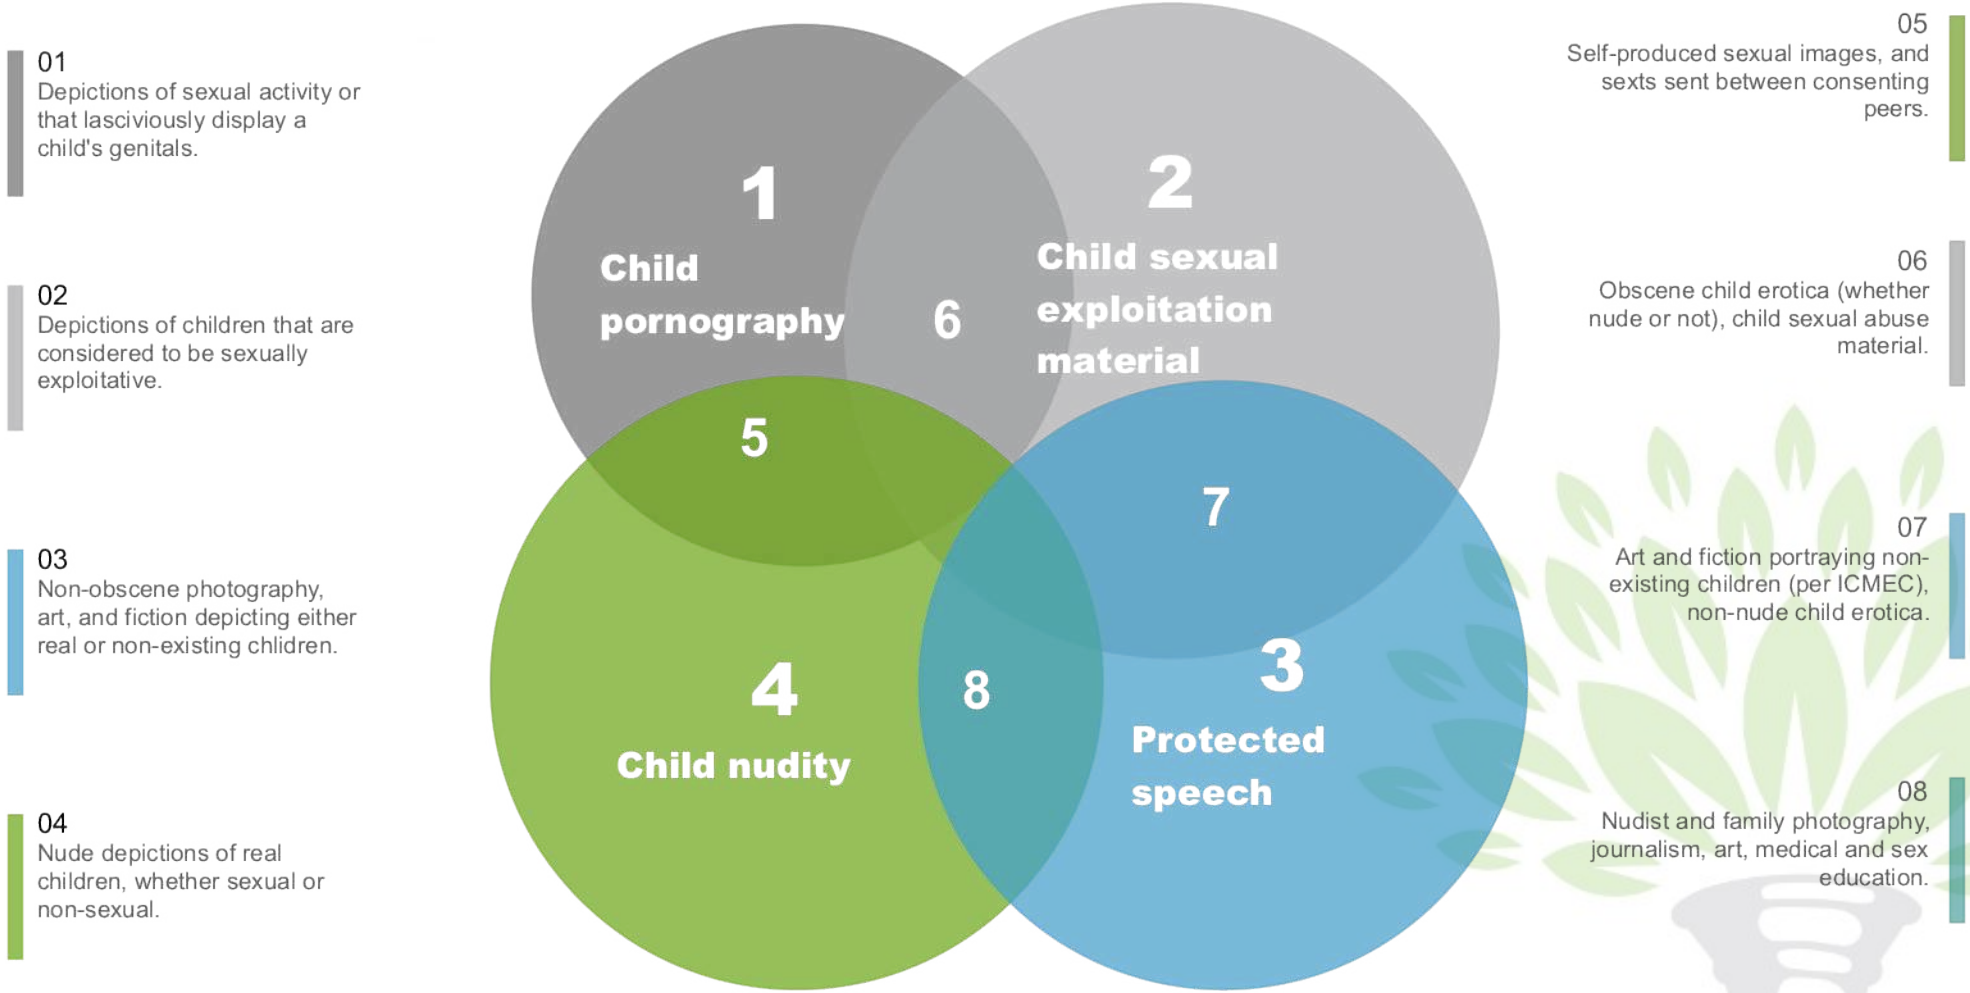 01
Depictions of sexual activity or
that lasciviously display a
child's genitals.
02
Depictions of children that are
considered to be sexually
exploitative.
03
Non-obscene photography,
art, and fiction depicting either
real or non-existing chlidren.
04
Nude depictions of real
children, whether sexual or
non-sexual.
1
Child
pornography
2
Child sexual
exploitation
material
6
5
7
8
4
Child nudity
3
Protected
speech
05
Self-produced sexual images, and
sexts sent between consenting
peers.
06
Obscene child erotica (whether
nude or not), child sexual abuse
material.
07
Art and fiction portraying non-
existing children (per ICMEC),
non-nude child erotica.
08
Nudist and family photography,
journalism, art, medical and sex
education.